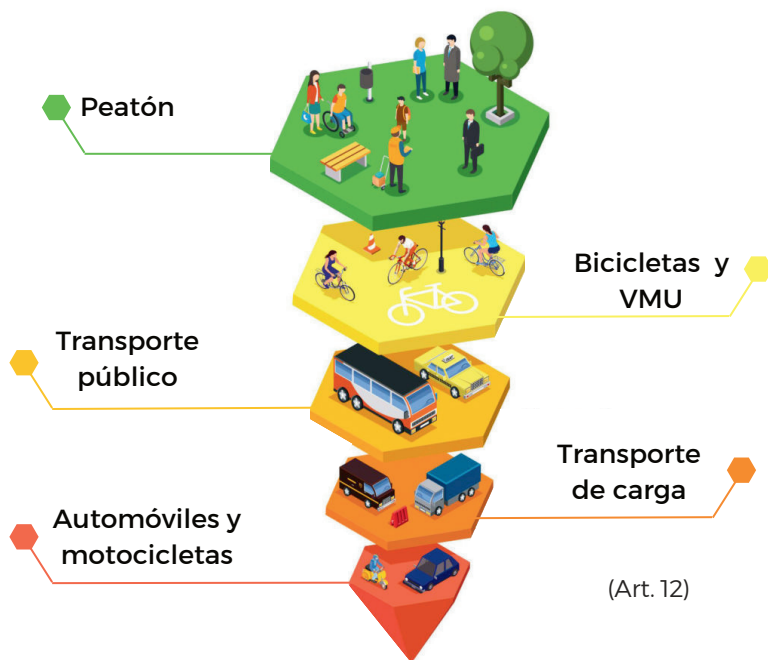 Peatón
Bicicletas y
VMU
Transporte
público
Transporte
de carga
Automóviles y
motocicletas
(Art. 12)